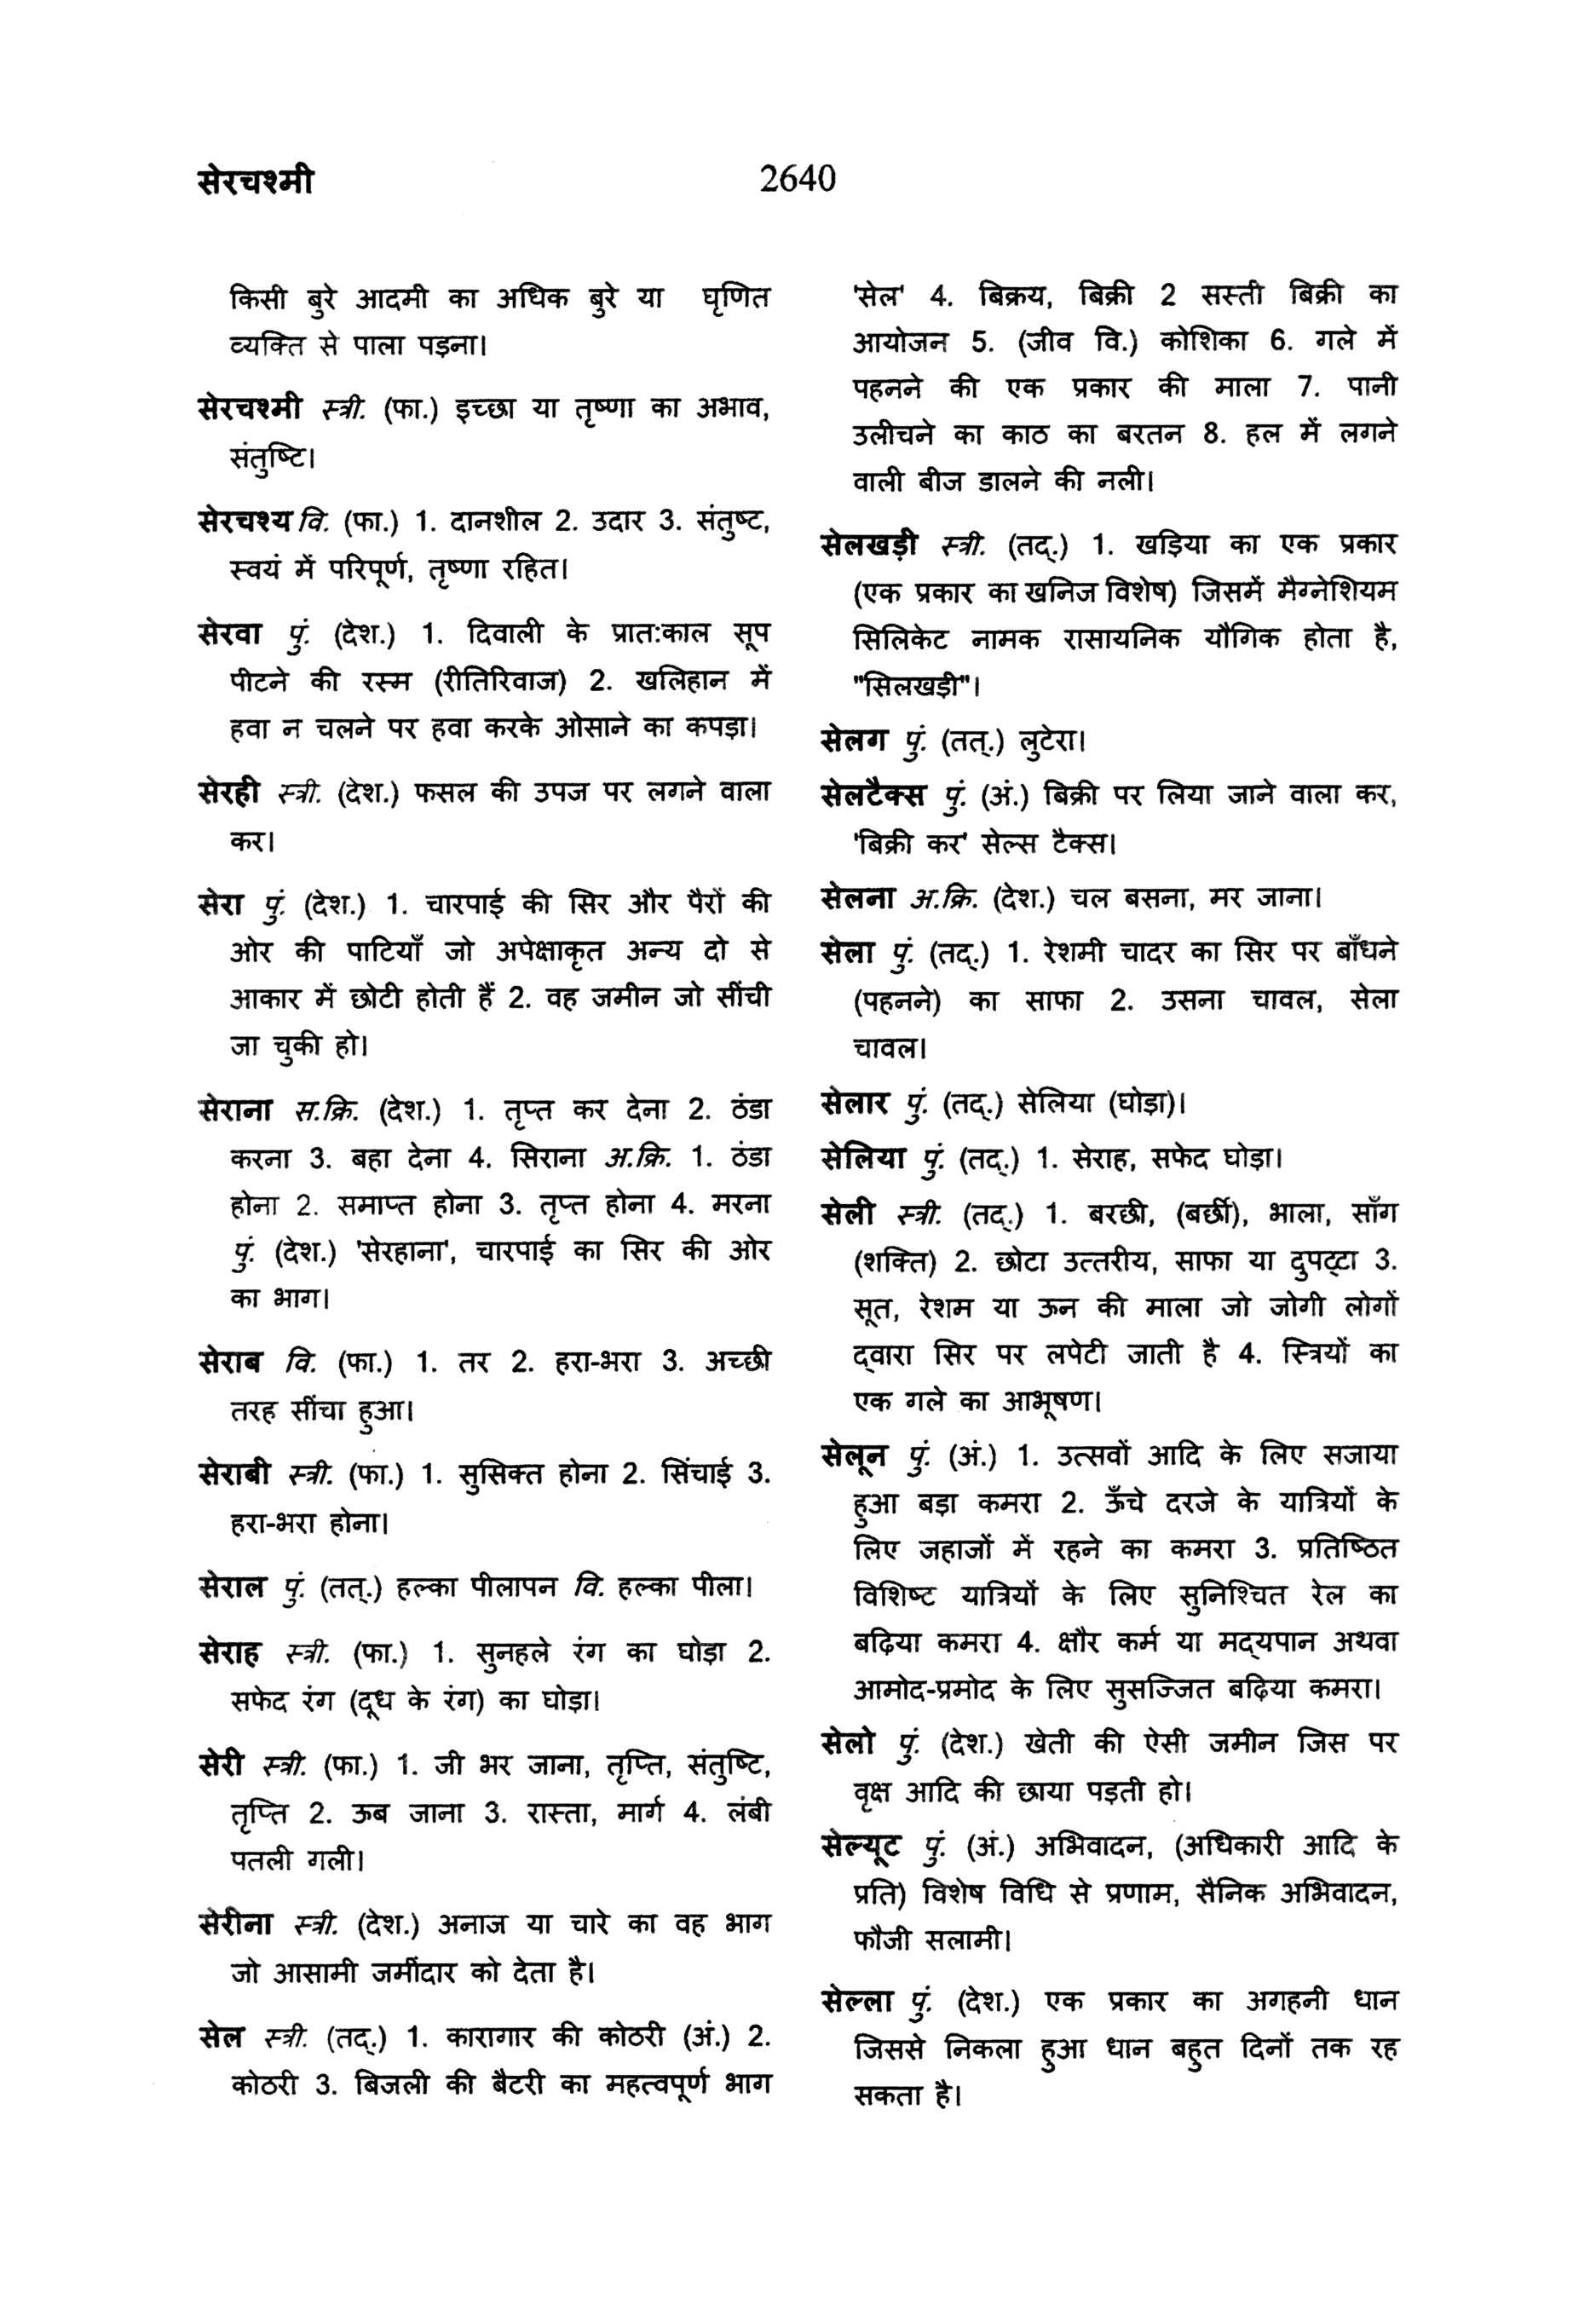 सेरचश्मी
2640
किसी बुरे आदमी का अधिक बुरे या घृणित
व्यक्ति से पाला पड़ना।
सेरचश्मी स्त्री. (फा.) इच्छा या तृष्णा का अभाव,
संतुष्टि।
सेरचश्य वि. (फा.) 1. दानशील 2. उदार 3. संतुष्ट,
स्वयं में परिपूर्ण, तृष्णा रहित।
सेरवा पुं. (देश.) 1. दिवाली के प्रात:काल सूप
पीटने की रस्म (रीतिरिवाज) 2. खलिहान में
हवा न चलने पर हवा करके ओसाने का कपड़ा।
सेरही स्त्री. (देश.) फसल की उपज पर लगने वाला
कर।
सेरा पुं. (देश.) 1. चारपाई की सिर और पैरों की
ओर की पाटियाँ जो अपेक्षाकृत अन्य दो से
आकार में छोटी होती हैं 2. वह जमीन जो सींची
जा चुकी हो।
सेराना स.क्रि. (देश.) 1. तृप्त कर देना 2. ठंडा
करना 3. बहा देना 4. सिराना अ.क्रि. 1. ठंडा
होना 2. समाप्त होना 3. तृप्त होना 4. मरना
पुं. (देश.) 'सेरहाना', चारपाई का सिर की ओर
का भाग।
सेराब वि. (फा.) 1. तर 2. हरा-भरा 3. अच्छी
तरह सींचा हुआ।
सेराबी स्त्री. (फा.) 1. सुसिक्त होना 2. सिंचाई 3.
हरा-भरा होना।
सेराल पुं. (तत्.) हल्का पीलापन वि. हल्का पीला।
सेराह स्त्री. (फा.) 1. सुनहले रंग का घोड़ा 2.
सफेद रंग (दूध के रंग) का घोड़ा।
सेरी स्त्री. (फा.) 1. जी भर जाना, तृप्ति, संतुष्टि,
तृप्ति 2. ऊब जाना 3. रास्ता, मार्ग 4. लंबी
पतली गली।
सेरीना स्त्री. (देश.) अनाज या चारे का वह भाग
जो आसामी जमींदार को देता है।
सेल स्त्री. (तद्.) 1. कारागार की कोठरी (अं.) 2.
कोठरी 3. बिजली की बैटरी का महत्वपूर्ण भाग
'सेल' 4. बिक्रय, बिक्री 2 सस्ती बिक्री का
आयोजन 5. (जीव वि.) कोशिका 6. गले में
पहनने की एक प्रकार की माला 7. पानी
उलीचने का काठ का बरतन 8. हल में लगने
वाली बीज डालने की नली।
सेलखड़ी स्त्री. (तद्.) 1. खड़िया का एक प्रकार
(एक प्रकार का खनिज विशेष) जिसमें मैग्नेशियम
सिलिकेट नामक रासायनिक यौगिक होता है,
"सिलखड़ी"।
सेलग पुं. (तत्.) लुटेरा।
सेलटैक्स पुं. (अं.) बिक्री पर लिया जाने वाला कर,
'बिक्री कर' सेल्स टैक्स।
सेलना अ.क्रि. (देश.) चल बसना, मर जाना।
सेला पुं. (तद्.) 1. रेशमी चादर का सिर पर बाँधने
(पहनने) का साफा 2. उसना चावल, सेला
चावल।
सेलार पुं. (तद्.) सेलिया (घोड़ा)।
सेलिया पुं. (तद्.) 1. सेराह, सफेद घोड़ा।
सेली स्त्री. (तद्.) 1. बरछी, (बर्छी), भाला, साँग
(शक्ति) 2. छोटा उत्तरीय, साफा या दुपट्टा 3.
सूत, रेशम या ऊन की माला जो जोगी लोगों
द्वारा सिर पर लपेटी जाती है 4. स्त्रियों का
एक गले का आभूषण।
सेलून पुं. (अं.) 1. उत्सवों आदि के लिए सजाया
हुआ बड़ा कमरा 2. ऊँचे दरजे के यात्रियों के
लिए जहाजों में रहने का कमरा 3. प्रतिष्ठित
विशिष्ट यात्रियों के लिए सुनिश्चित रेल का
बढ़िया कमरा 4. क्षौर कर्म या मद्यपान अथवा
आमोद-प्रमोद के लिए सुसज्जित बढ़िया कमरा।
सेलो पुं. (देश.) खेती की ऐसी जमीन जिस पर
वृक्ष आदि की छाया पड़ती हो।
सेल्यूट पुं. (अं.) अभिवादन, (अधिकारी आदि के
प्रति) विशेष विधि से प्रणाम, सैनिक अभिवादन,
फौजी सलामी।
सेल्ला पुं. (देश.) एक प्रकार का अगहनी धान
जिससे निकला हुआ धान बहुत दिनों तक रह
सकता है।